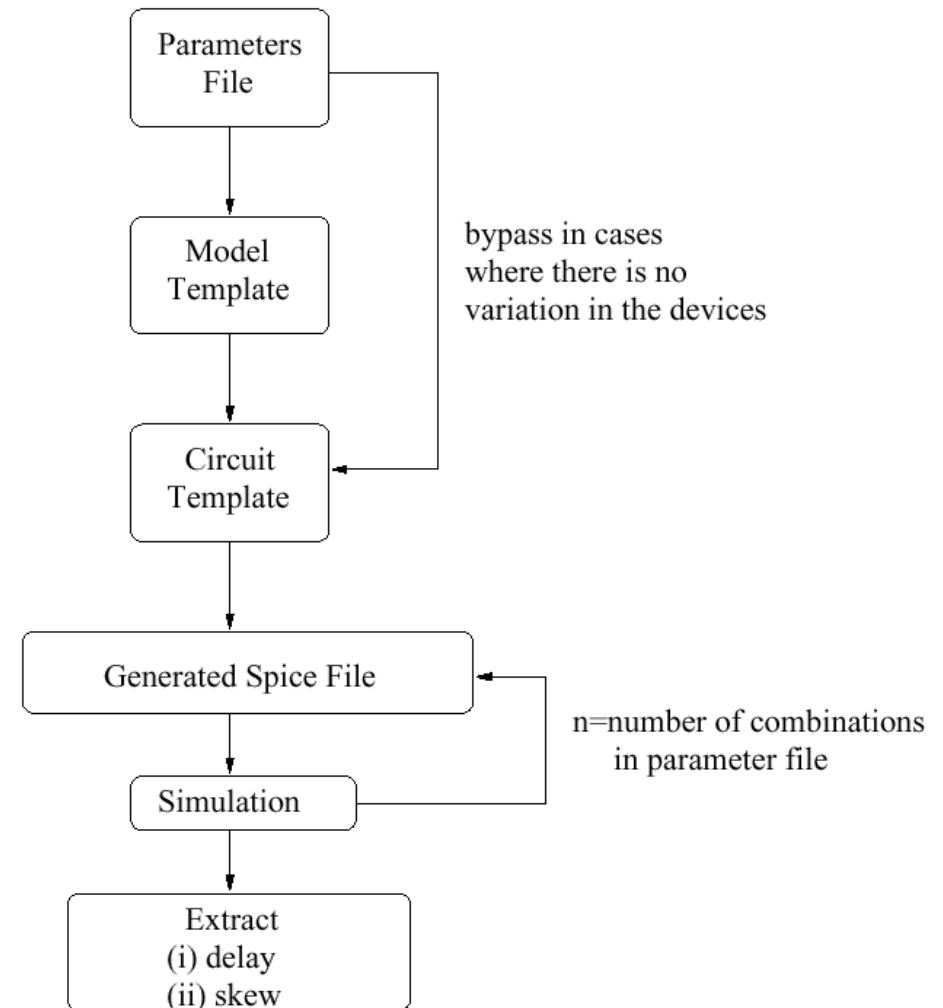 Parameters
File
Model
Template
bypass in cases
where there is no
variation in the devices
Circuit
Template
Generated Spice File
n=number of combinations
in parameter file
Simulation
Extract
(i) delay
(ii) skew